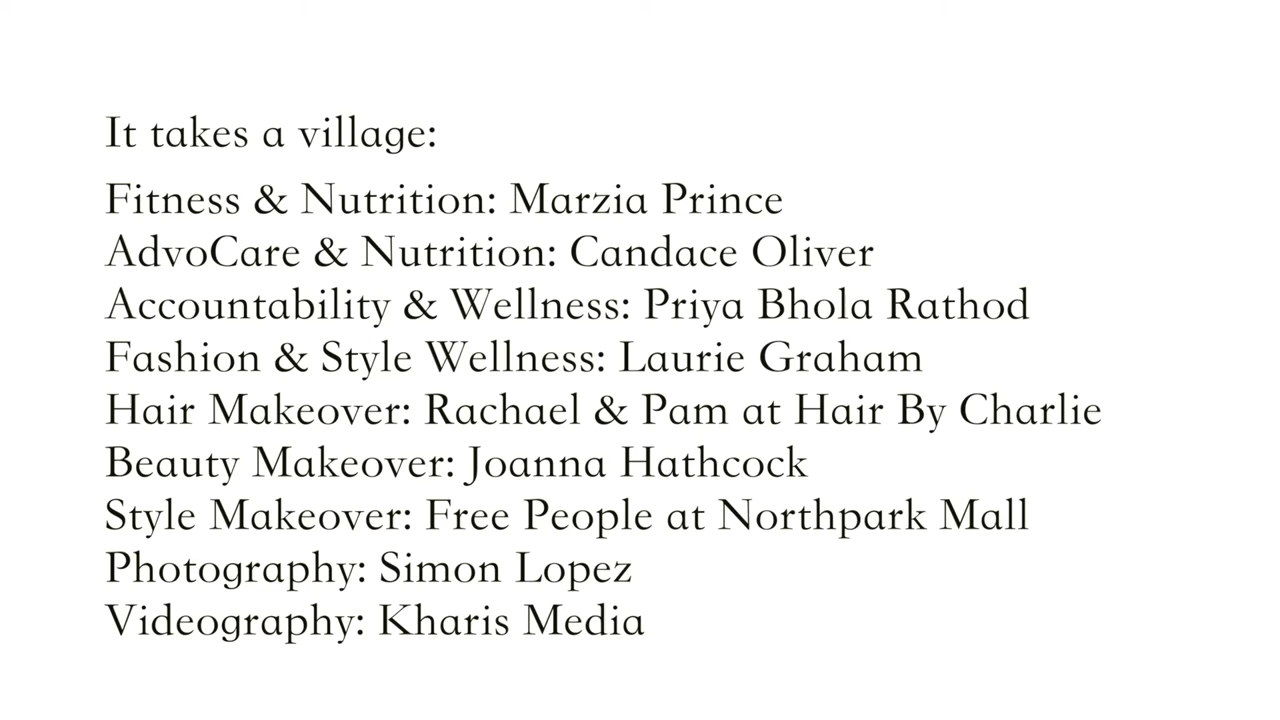 It takes a village:
Fitness & Nutrition: Marzia Prince
AdvoCare & Nutrition: Candace Oliver
Accountability & Wellness: Priya Bhola Rathod
Fashion & Style Wellness: Laurie Graham
Hair Makeover: Rachael & Pam at Hair By Charlie
Beauty Makeover: Joanna Hathcock
Style Makeover: Free People at Northpark Mall
Photography: Simon Lopez
Videography: Kharis Media